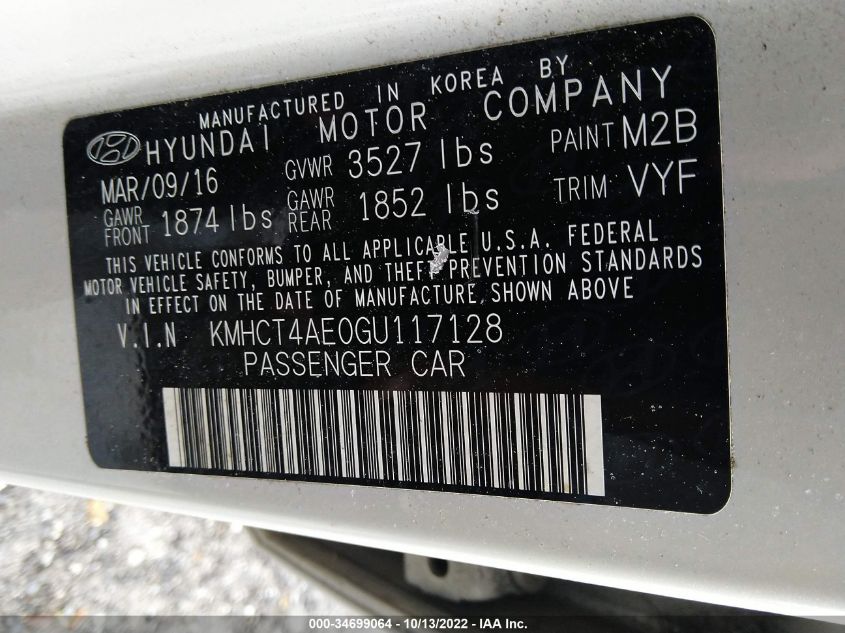 MANUFACTURED IN KOREA BY
HYUNDAI MOTOR COMPANY
MAR/09/16 GVWR 3527 lbs PAINT M2B
GAWR FRONT 1874 lbs GAWR REAR 1852 lbs TRIM VYF
THIS VEHICLE CONFORMS TO ALL APPLICABLE U.S.A. FEDERAL
MOTOR VEHICLE SAFETY, BUMPER, AND THEFT PREVENTION STANDARDS
IN EFFECT ON THE DATE OF MANUFACTURE SHOWN ABOVE
V.I.N KMHCT4AE0GU117128
PASSENGER CAR
000-34699064 - 10/13/2022 - IAA Inc.